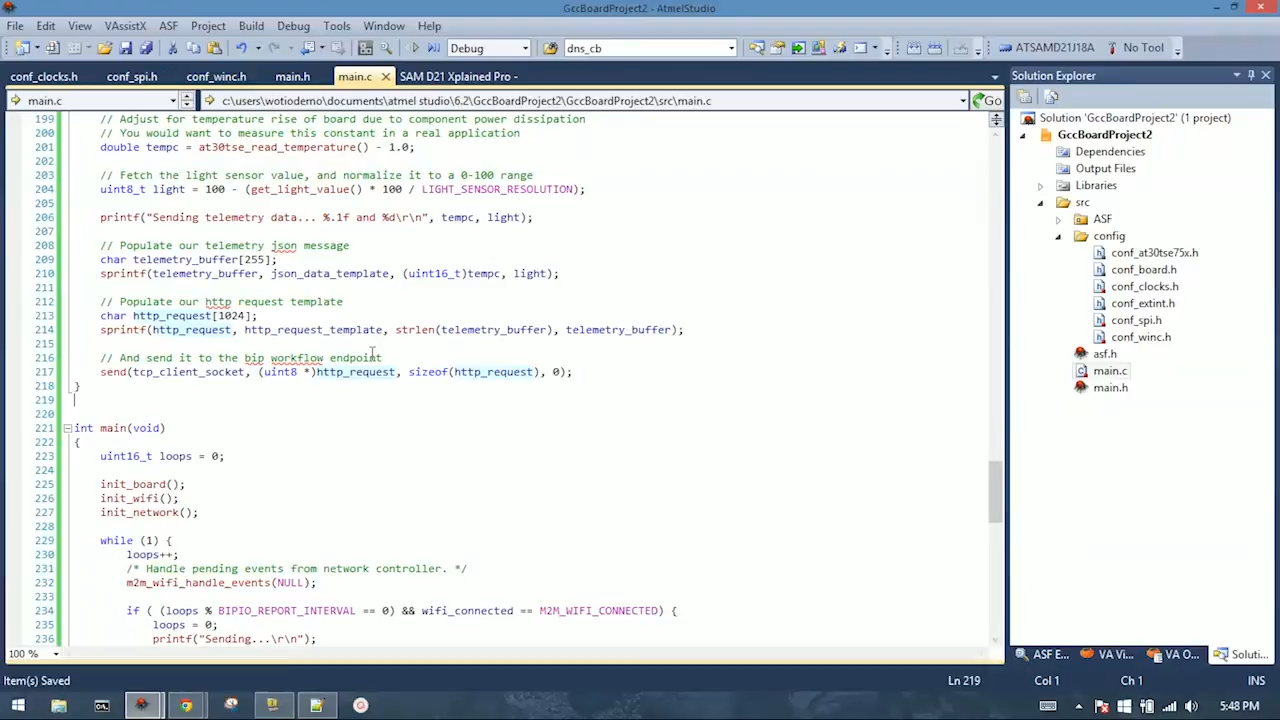 GccBoardProject2 - AtmelStudio
File Edit View VAssistX ASF Project Build Debug Tools Window Help
Debug dns_cb ATSAMD21J18A No Tool
conf_clocks.h conf_spi.h conf_winc.h main.h main.c SAM D21 Xplained Pro -
main.c c:\users\wotiodemo\documents\atmel studio\6.2\GccBoardProject2\GccBoardProject2\src\main.c Go
199 // Adjust for temperature rise of board due to component power dissipation
200 // You would want to measure this constant in a real application
201 double tempc = at30tse_read_temperature() - 1.0;
202
203 // Fetch the light sensor value, and normalize it to a 0-100 range
204 uint8_t light = 100 - (get_light_value() * 100 / LIGHT_SENSOR_RESOLUTION);
205
206 printf("Sending telemetry data... %.1f and %d\r\n", tempc, light);
207
208 // Populate our telemetry json message
209 char telemetry_buffer[255];
210 sprintf(telemetry_buffer, json_data_template, (uint16_t)tempc, light);
211
212 // Populate our http request template
213 char http_request[1024];
214 sprintf(http_request, http_request_template, strlen(telemetry_buffer), telemetry_buffer);
215
216 // And send it to the bip workflow endpoint
217 send(tcp_client_socket, (uint8 *)http_request, sizeof(http_request), 0);
218 }
219
220
221 int main(void)
222 {
223 uint16_t loops = 0;
224
225 init_board();
226 init_wifi();
227 init_network();
228
229 while (1) {
230 loops++;
231 /* Handle pending events from network controller. */
232 m2m_wifi_handle_events(NULL);
233
234 if ( (loops % BIPIO_REPORT_INTERVAL == 0) && wifi_connected == M2M_WIFI_CONNECTED) {
235 loops = 0;
236 printf("Sending...\r\n");
100 %
Solution Explorer
Solution 'GccBoardProject2' (1 project)
GccBoardProject2
Dependencies
Output Files
Libraries
src
ASF
config
conf_at30tse75x.h
conf_board.h
conf_clocks.h
conf_extint.h
conf_spi.h
conf_winc.h
asf.h
main.c
main.h
ASF E... VA Vi... VA O... Soluti...
Item(s) Saved Ln 219 Col 1 Ch 1 INS
5:48 PM